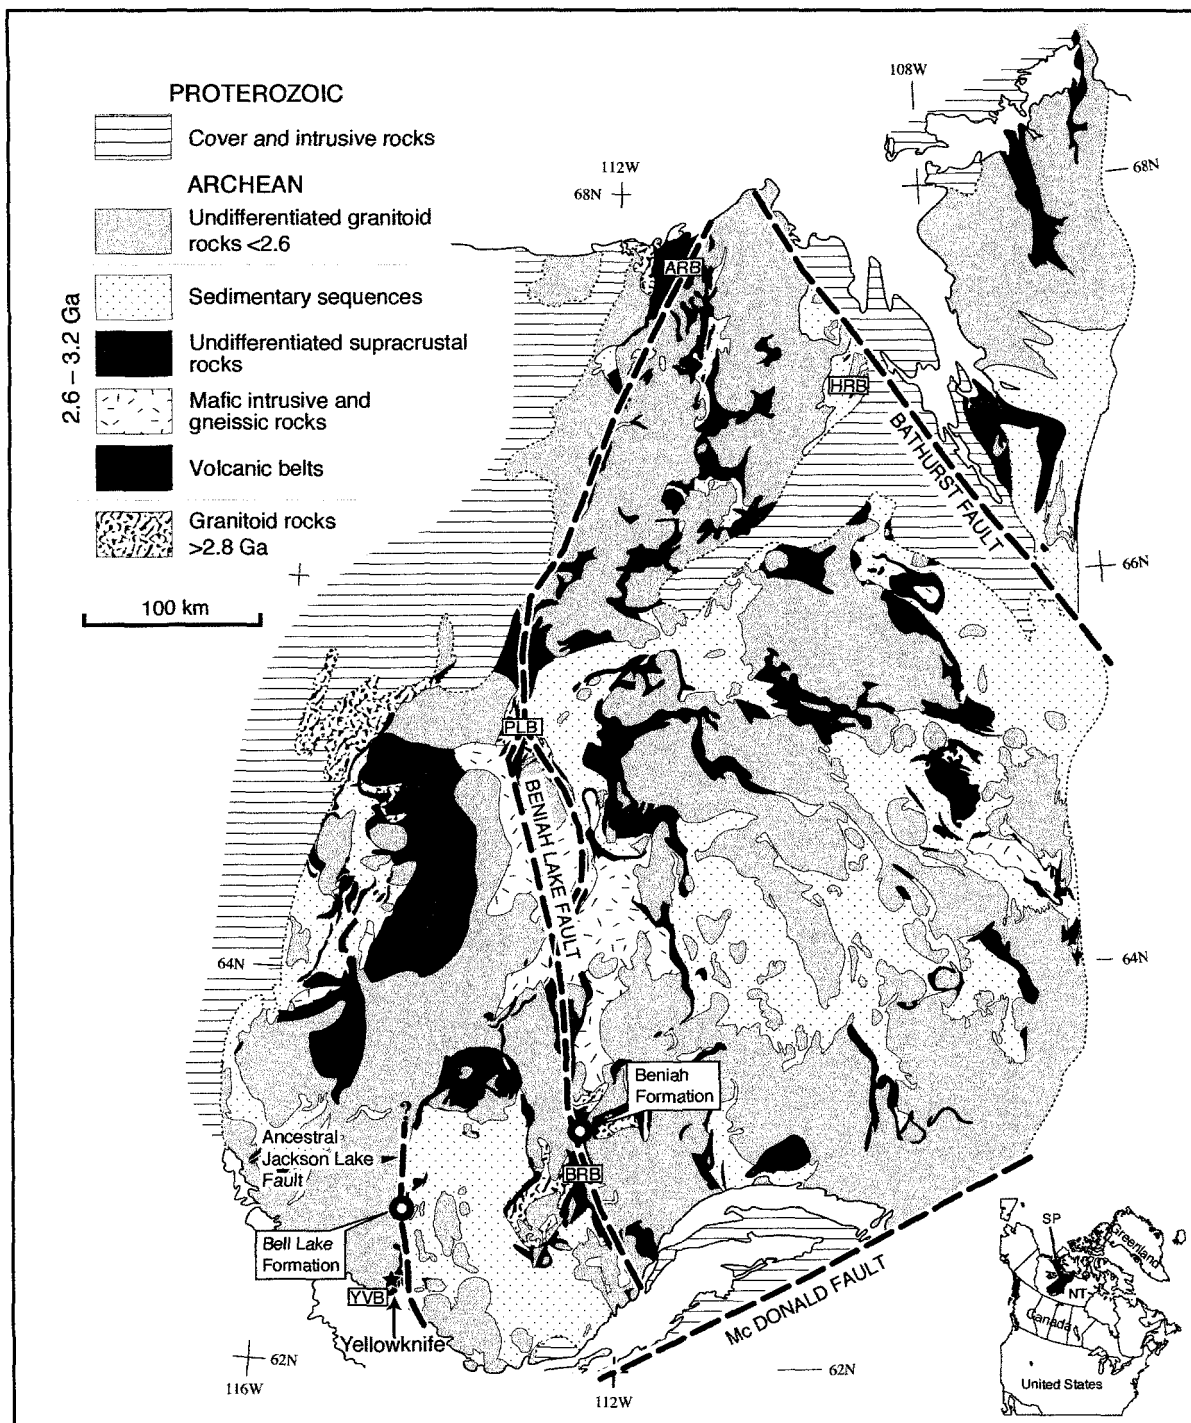 PROTEROZOIC
Cover and intrusive rocks
ARCHEAN
Undifferentiated granitoid
rocks <2.6
2.6 – 3.2 Ga
Sedimentary sequences
Undifferentiated supracrustal
rocks
Mafic intrusive and
gneissic rocks
Volcanic belts
Granitoid rocks
>2.8 Ga
100 km
108W
112W
68N
68N
ARB
HRB
BATHURST FAULT
66N
PLB
BENIAH LAKE FAULT
64N
64N
Beniah
Formation
?
Ancestral
Jackson Lake
Fault
BRB
Bell Lake
Formation
YVB
Yellowknife
Mc DONALD FAULT
62N
62N
116W
112W
SP
Greenland
NT
Canada
United States